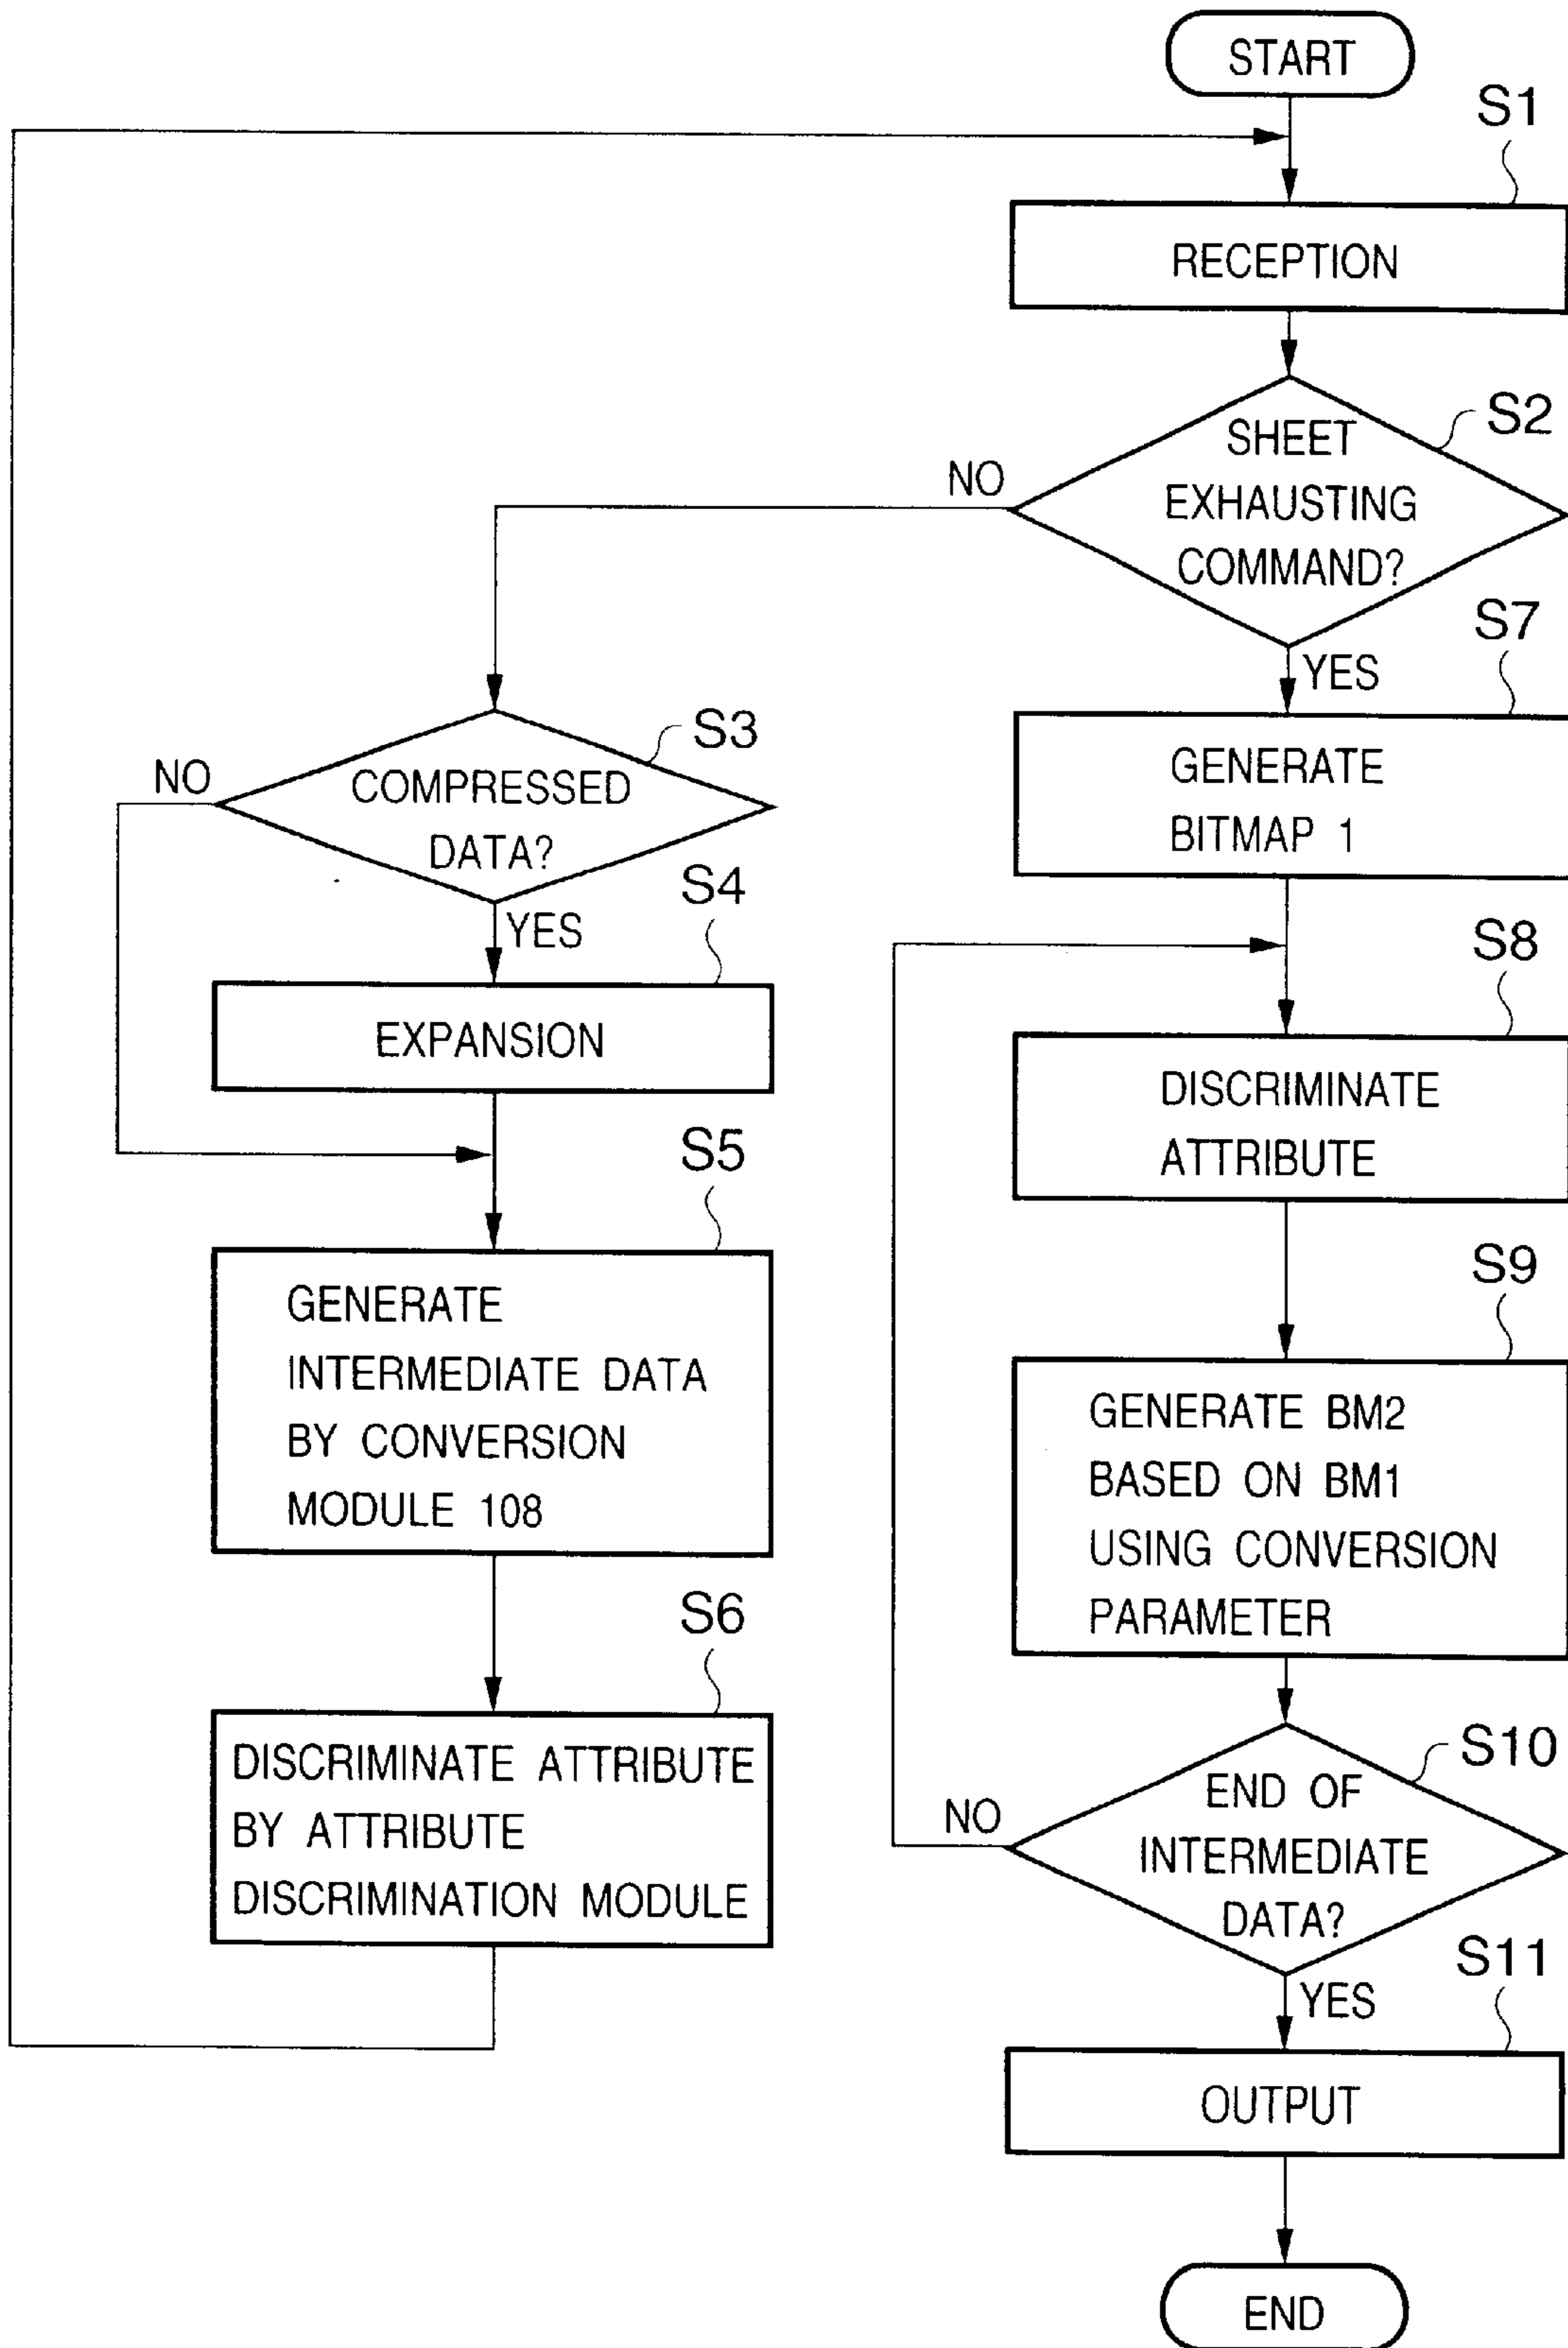 START
S1
RECEPTION
S2
SHEET
EXHAUSTING
COMMAND?
NO
YES
S3
COMPRESSED
DATA?
NO
YES
S4
EXPANSION
S5
GENERATE
INTERMEDIATE DATA
BY CONVERSION
MODULE 108
S6
DISCRIMINATE ATTRIBUTE
BY ATTRIBUTE
DISCRIMINATION MODULE
S7
GENERATE
BITMAP 1
S8
DISCRIMINATE
ATTRIBUTE
S9
GENERATE BM2
BASED ON BM1
USING CONVERSION
PARAMETER
S10
END OF
INTERMEDIATE
DATA?
NO
YES
S11
OUTPUT
END